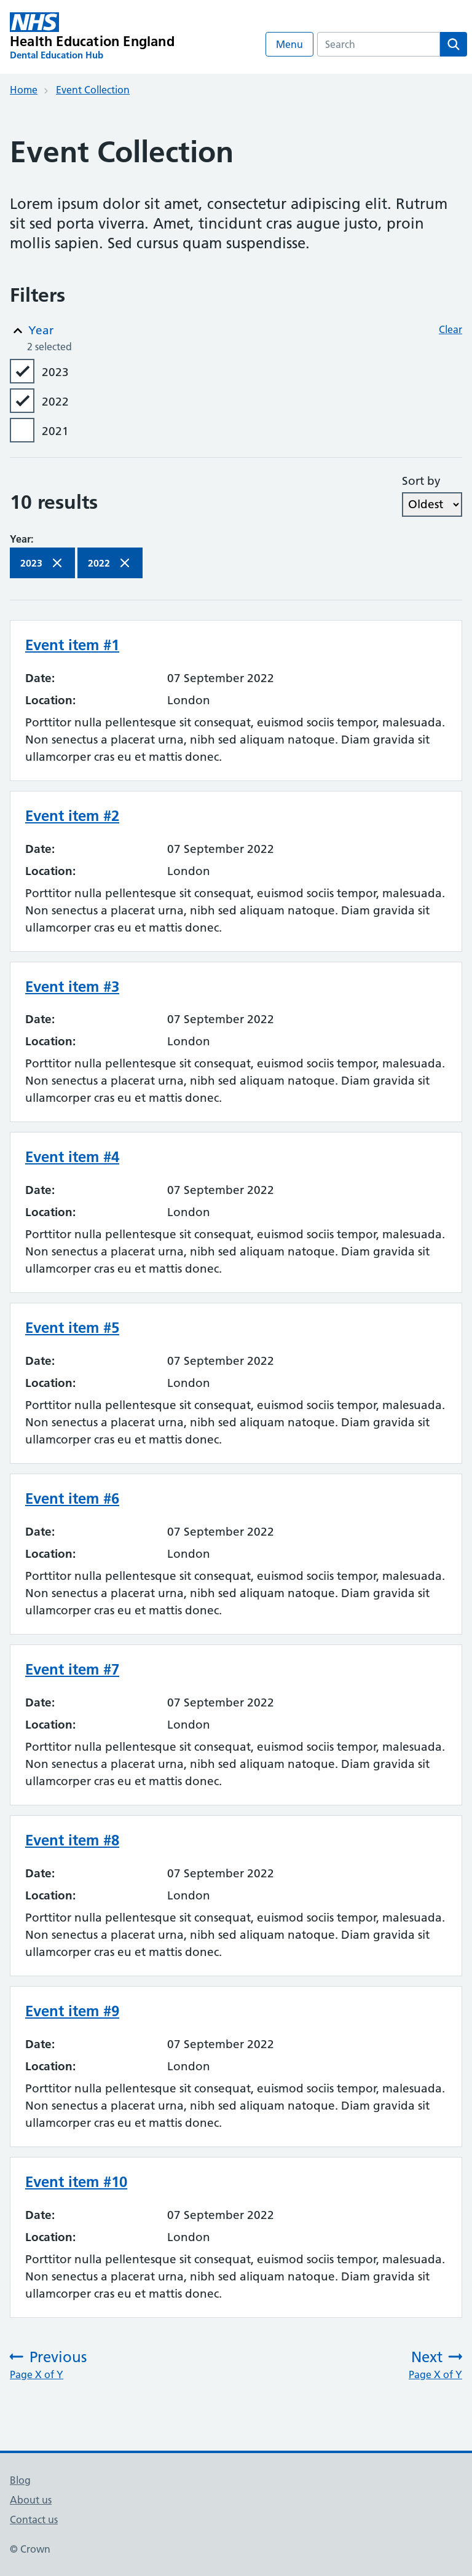 NHS
Health Education England
Dental Education Hub
Menu
Search
Home
Event Collection
Event Collection
Lorem ipsum dolor sit amet, consectetur adipiscing elit. Rutrum
sit sed porta viverra. Amet, tincidunt cras augue justo, proin
mollis sapien. Sed cursus quam suspendisse.
Filters
Year
Clear
2 selected
2023
2022
2021
Sort by
10 results
Oldest
Year:
2023
2022
Event item #1
Date: 07 September 2022
Location: London
Porttitor nulla pellentesque sit consequat, euismod sociis tempor, malesuada.
Non senectus a placerat urna, nibh sed aliquam natoque. Diam gravida sit
ullamcorper cras eu et mattis donec.
Event item #2
Date: 07 September 2022
Location: London
Porttitor nulla pellentesque sit consequat, euismod sociis tempor, malesuada.
Non senectus a placerat urna, nibh sed aliquam natoque. Diam gravida sit
ullamcorper cras eu et mattis donec.
Event item #3
Date: 07 September 2022
Location: London
Porttitor nulla pellentesque sit consequat, euismod sociis tempor, malesuada.
Non senectus a placerat urna, nibh sed aliquam natoque. Diam gravida sit
ullamcorper cras eu et mattis donec.
Event item #4
Date: 07 September 2022
Location: London
Porttitor nulla pellentesque sit consequat, euismod sociis tempor, malesuada.
Non senectus a placerat urna, nibh sed aliquam natoque. Diam gravida sit
ullamcorper cras eu et mattis donec.
Event item #5
Date: 07 September 2022
Location: London
Porttitor nulla pellentesque sit consequat, euismod sociis tempor, malesuada.
Non senectus a placerat urna, nibh sed aliquam natoque. Diam gravida sit
ullamcorper cras eu et mattis donec.
Event item #6
Date: 07 September 2022
Location: London
Porttitor nulla pellentesque sit consequat, euismod sociis tempor, malesuada.
Non senectus a placerat urna, nibh sed aliquam natoque. Diam gravida sit
ullamcorper cras eu et mattis donec.
Event item #7
Date: 07 September 2022
Location: London
Porttitor nulla pellentesque sit consequat, euismod sociis tempor, malesuada.
Non senectus a placerat urna, nibh sed aliquam natoque. Diam gravida sit
ullamcorper cras eu et mattis donec.
Event item #8
Date: 07 September 2022
Location: London
Porttitor nulla pellentesque sit consequat, euismod sociis tempor, malesuada.
Non senectus a placerat urna, nibh sed aliquam natoque. Diam gravida sit
ullamcorper cras eu et mattis donec.
Event item #9
Date: 07 September 2022
Location: London
Porttitor nulla pellentesque sit consequat, euismod sociis tempor, malesuada.
Non senectus a placerat urna, nibh sed aliquam natoque. Diam gravida sit
ullamcorper cras eu et mattis donec.
Event item #10
Date: 07 September 2022
Location: London
Porttitor nulla pellentesque sit consequat, euismod sociis tempor, malesuada.
Non senectus a placerat urna, nibh sed aliquam natoque. Diam gravida sit
ullamcorper cras eu et mattis donec.
Previous
Page X of Y
Next
Page X of Y
Blog
About us
Contact us
© Crown